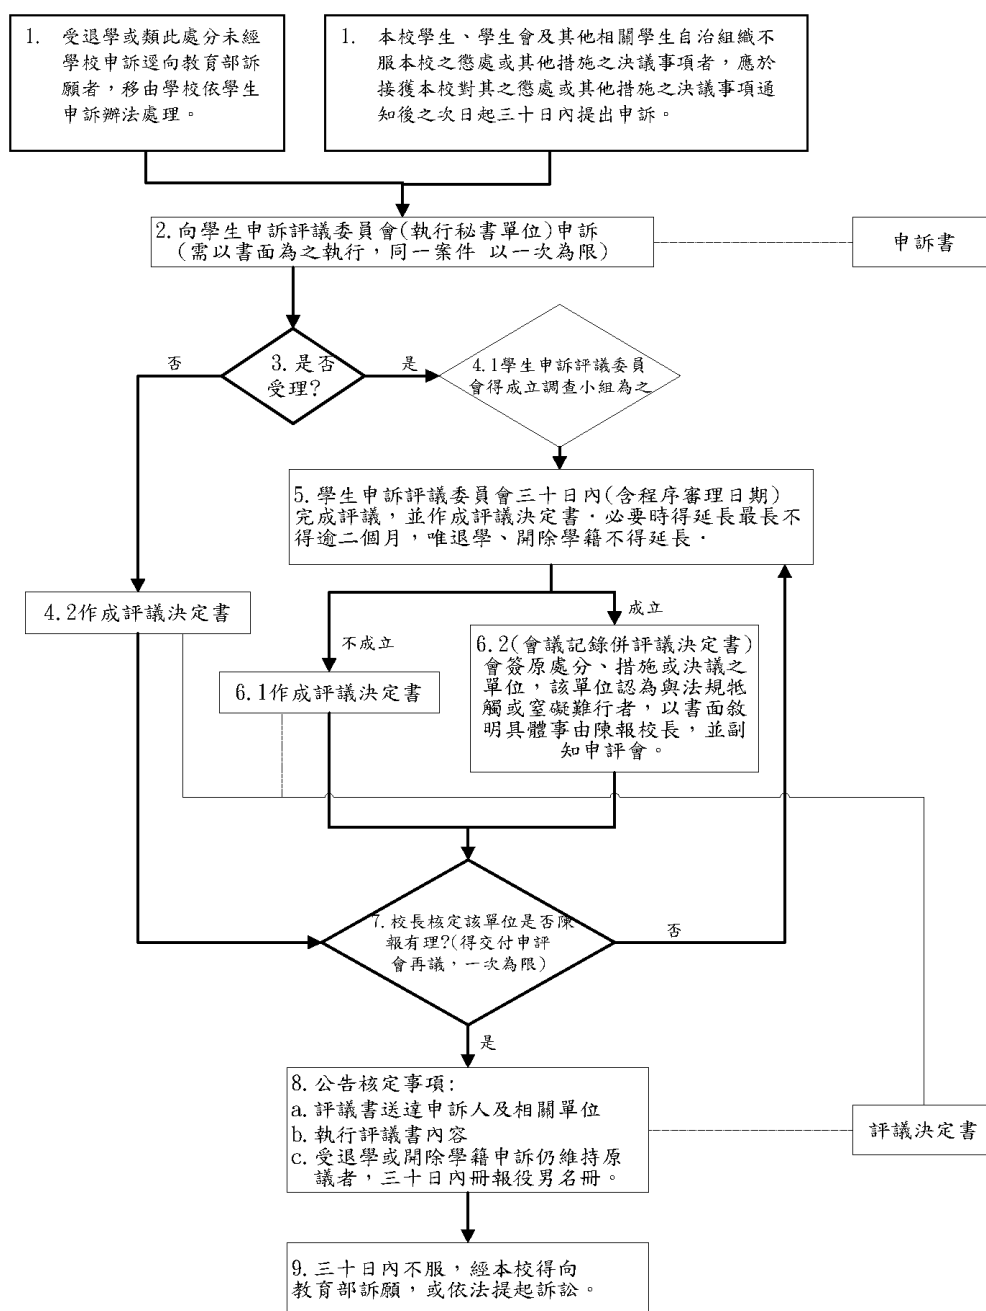 1. 受退學或類此處分未經
學校申訴逕向教育部訴
願者，移由學校依學生
申訴辦法處理。
1. 本校學生、學生會及其他相關學生自治組織不
服本校之懲處或其他措施之決議事項者，應於
接獲本校對其之懲處或其他措施之決議事項通
知後之次日起三十日內提出申訴。
2.向學生申訴評議委員會(執行秘書單位)申訴
(需以書面為之執行，同一案件 以一次為限)
申訴書
3.是否
受理?
否
是
4.1學生申訴評議委員
會得成立調查小組為之
5.學生申訴評議委員會三十日內(含程序審理日期)
完成評議，並作成評議決定書．必要時得延長最長不
得逾二個月，唯退學、開除學籍不得延長．
4.2作成評議決定書
不成立
成立
6.1作成評議決定書
6.2(會議記錄併評議決定書)
會簽原處分、措施或決議之
單位，該單位認為與法規牴
觸或窒礙難行者，以書面敘
明具體事由陳報校長，並副
知申評會。
7.校長核定該單位是否陳
報有理?(得交付申評
會再議，一次為限)
否
是
8.公告核定事項:
a.評議書送達申訴人及相關單位
b.執行評議書內容
c.受退學或開除學籍申訴仍維持原
議者，三十日內冊報役男名冊。
評議決定書
9.三十日內不服，經本校得向
教育部訴願，或依法提起訴訟。